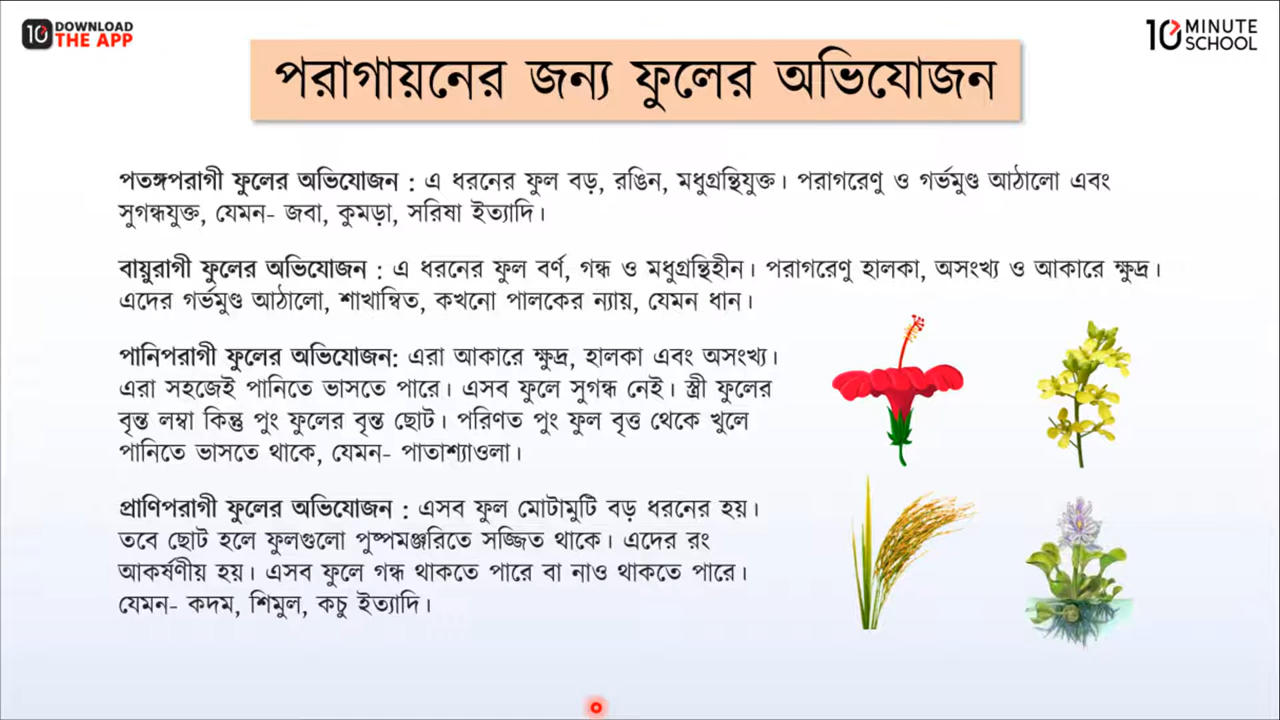 DOWNLOAD
THE APP
10 MINUTE
SCHOOL
পরাগায়নের জন্য ফুলের অভিযোজন
পতঙ্গপরাগী ফুলের অভিযোজন : এ ধরনের ফুল বড়, রঙিন, মধুগ্রন্থিযুক্ত। পরাগরেণু ও গর্ভমুণ্ড আঠালো এবং
সুগন্ধযুক্ত, যেমন- জবা, কুমড়া, সরিষা ইত্যাদি।
বায়ুরাগী ফুলের অভিযোজন : এ ধরনের ফুল বর্ণ, গন্ধ ও মধুগ্রন্থিহীন। পরাগরেণু হালকা, অসংখ্য ও আকারে ক্ষুদ্র।
এদের গর্ভমুণ্ড আঠালো, শাখান্বিত, কখনো পালকের ন্যায়, যেমন ধান।
পানিপরাগী ফুলের অভিযোজন: এরা আকারে ক্ষুদ্র, হালকা এবং অসংখ্য।
এরা সহজেই পানিতে ভাসতে পারে। এসব ফুলে সুগন্ধ নেই। স্ত্রী ফুলের
বৃন্ত লম্বা কিন্তু পুং ফুলের বৃন্ত ছোট। পরিণত পুং ফুল বৃত্ত থেকে খুলে
পানিতে ভাসতে থাকে, যেমন- পাতাশ্যাওলা।
প্রাণিপরাগী ফুলের অভিযোজন : এসব ফুল মোটামুটি বড় ধরনের হয়।
তবে ছোট হলে ফুলগুলো পুষ্পমঞ্জরিতে সজ্জিত থাকে। এদের রং
আকর্ষণীয় হয়। এসব ফুলে গন্ধ থাকতে পারে বা নাও থাকতে পারে।
যেমন- কদম, শিমুল, কচু ইত্যাদি।